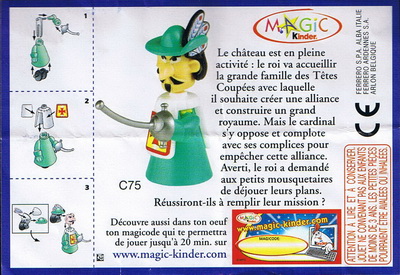 1
2
3
C75
MAGiC
kinder
Le château est en pleine
activité : le roi va accueillir
la grande famille des Têtes
Coupées avec laquelle
il souhaite créer une alliance
et construire un grand
royaume. Mais le cardinal
s'y oppose et complote
avec ses complices pour
empêcher cette alliance.
Averti, le roi a demandé
aux petits mousquetaires
de déjouer leurs plans.
Réussiront-ils à remplir leur mission ?
Découvre aussi dans ton oeuf
ton magicode qui te permettra
de jouer jusqu'à 20 min. sur
www.magic-kinder.com
MAGiC
kinder
www.magic-kinder.com
MAGICODE
FERRERO S.P.A. ALBA ITALIE
FERRERO ARDENNES S.A.
ARLON BELGIQUE
CE
ATTENTION, A LIRE ET A CONSERVER:
JOUET NE CONVENANT PAS AUX ENFANTS
DE MOINS DE 3 ANS, LES PETITES PIECES
POURRAIENT ETRE AVALEES OU INHALEES.